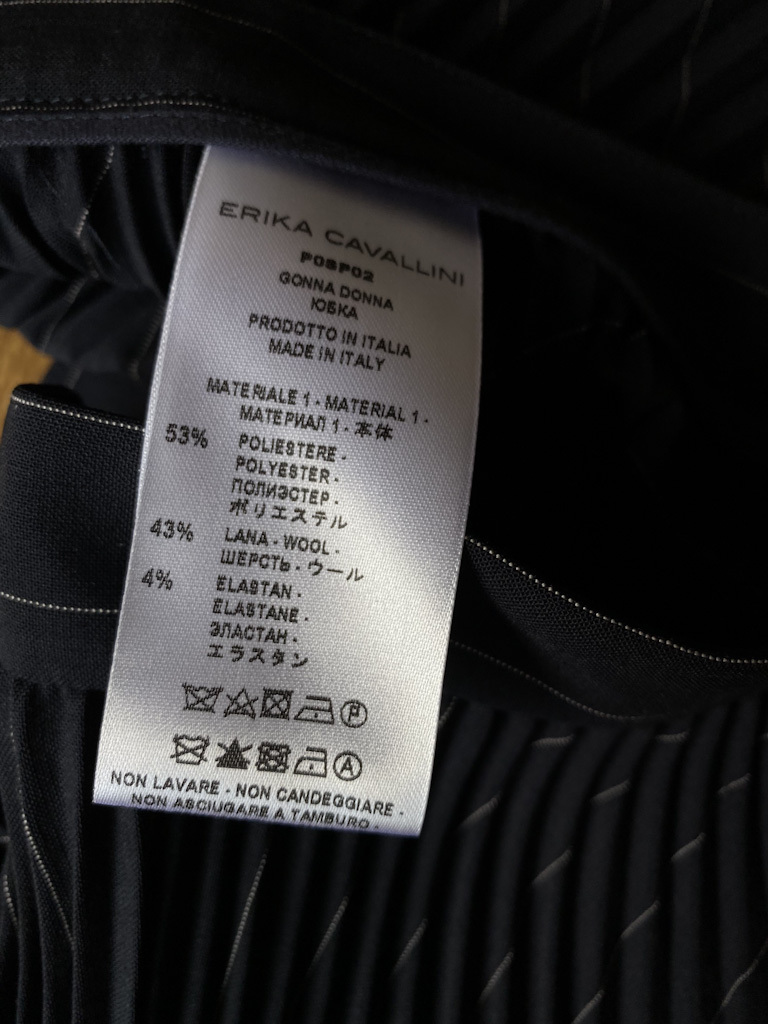 ERIKA CAVALLINI
P0SP02
GONNA DONNA
ЮБКА
PRODOTTO IN ITALIA
MADE IN ITALY
MATERIALE 1 - MATERIAL 1 -
МАТЕРИАЛ 1 - 本体
53% POLIESTERE -
POLYESTER -
ПОЛИЭСТЕР -
ポリエステル
43% LANA - WOOL -
ШЕРСТЬ - ウール
4% ELASTAN -
ELASTANE -
ЭЛАСТАН -
エラスタン
P
A
NON LAVARE - NON CANDEGGIARE -
NON ASCIUGARE A TAMBURO -